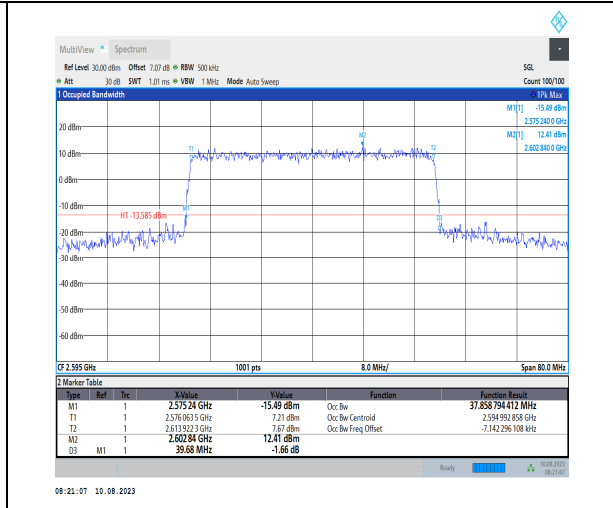 MultiView Spectrum
Ref Level 30.00 dBm Offset 7.07 dB RBW 500 kHz SGL
Att 30 dB SWT 1.01 ms VBW 1 MHz Mode Auto Sweep Count 100/100
1 Occupied Bandwidth 1Pk Max
M1[1] -15.49 dBm
2.575 240 0 GHz
20 dBm M2[1] 12.41 dBm
M2
T1 T2 2.602 840 0 GHz
10 dBm
0 dBm
-10 dBm
M1
H1 -13.585 dBm
D3
-20 dBm
-30 dBm
-40 dBm
-50 dBm
-60 dBm
CF 2.595 GHz 1001 pts 8.0 MHz/ Span 80.0 MHz
2 Marker Table
Type Ref Trc X-Value Y-Value Function Function Result
M1 1 2.575 24 GHz -15.49 dBm Occ Bw 37.858 794 412 MHz
T1 1 2.576 063 5 GHz 7.21 dBm Occ Bw Centroid 2.594 992 858 GHz
T2 1 2.613 922 3 GHz 7.67 dBm Occ Bw Freq Offset -7.142 296 108 kHz
M2 1 2.602 84 GHz 12.41 dBm
D3 M1 1 39.68 MHz -1.66 dB
Ready 10.08.2023
08:21:07
08:21:07 10.08.2023